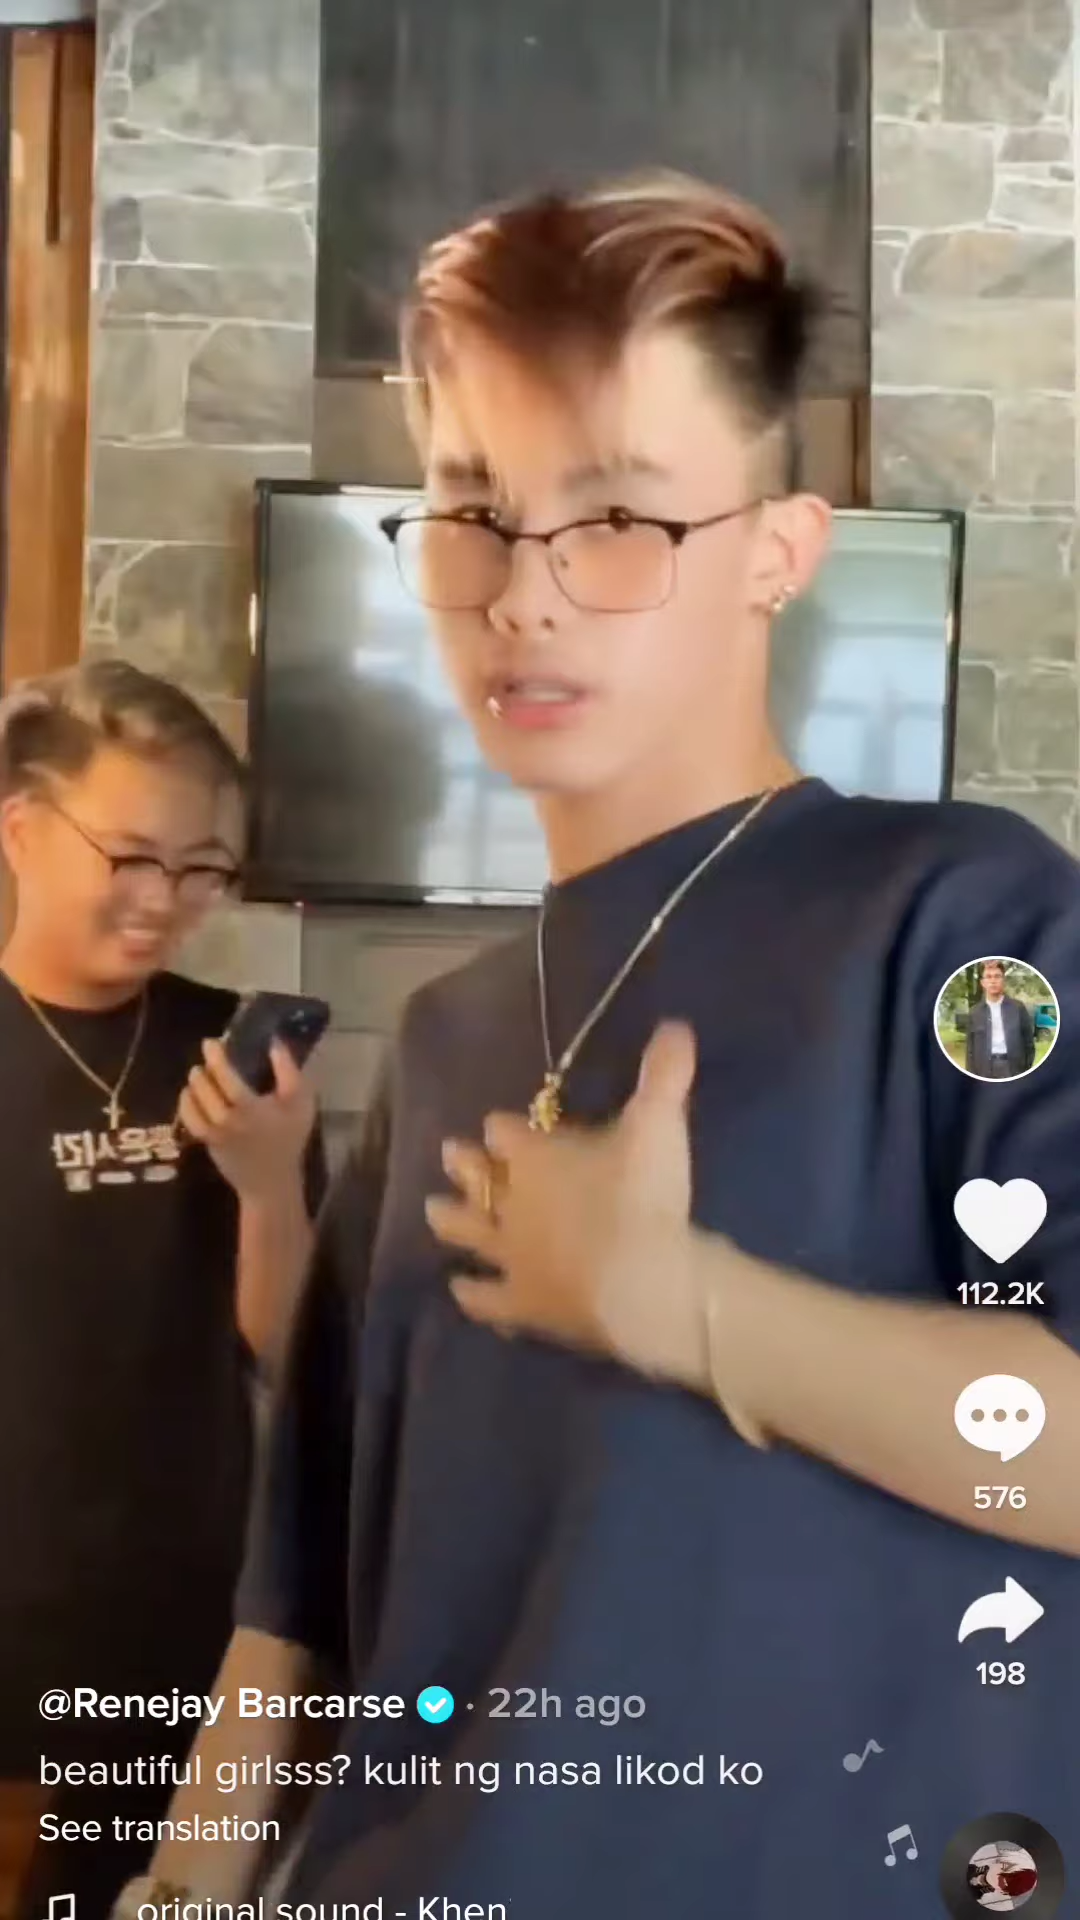 112.2K
576
198
@Renejay Barcarse · 22h ago
beautiful girlsss? kulit ng nasa likod ko
See translation
original sound - Khen